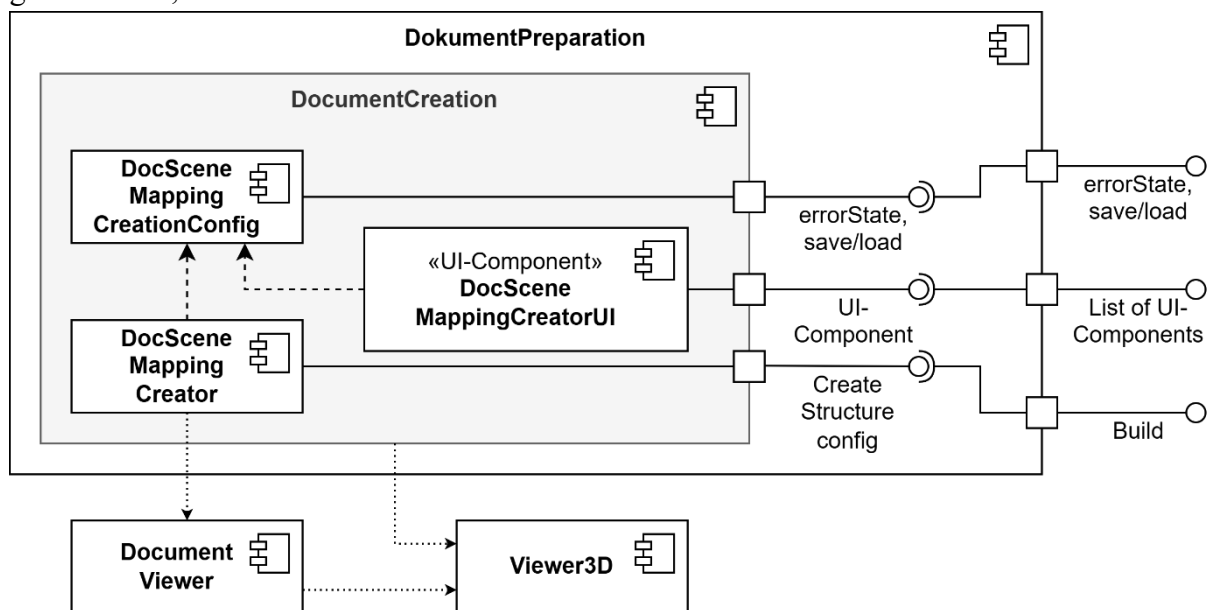 DokumentPreparation
DocumentCreation
DocScene
Mapping
CreationConfig
errorState,
save/load
errorState,
save/load
«UI-Component»
DocScene
MappingCreatorUI
UI-
Component
List of UI-
Components
DocScene
Mapping
Creator
Create
Structure
config
Build
Document
Viewer
Viewer3D